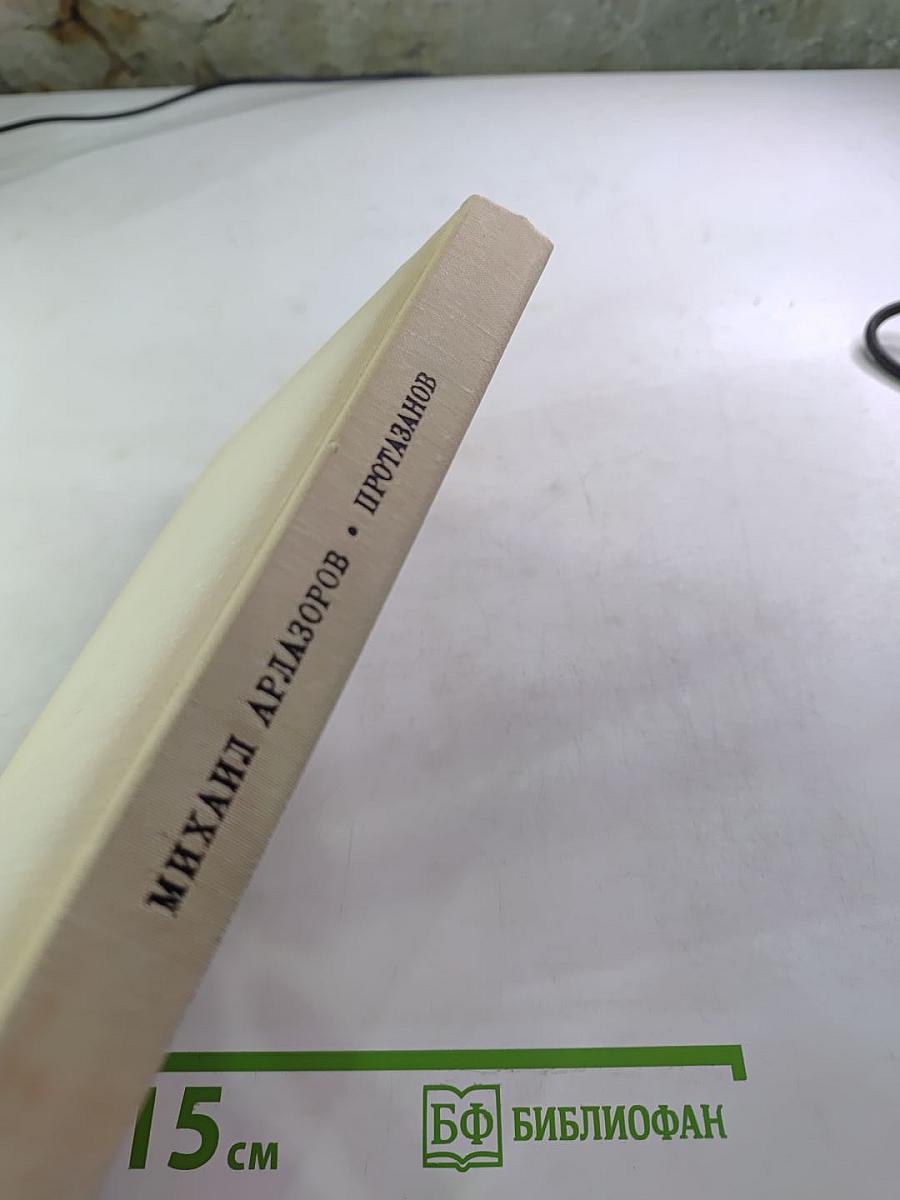 МИХАИЛ АРЛАЗОРОВ • ПРОТАЗАНОВ
15 см
БФ БИБЛИОФАН